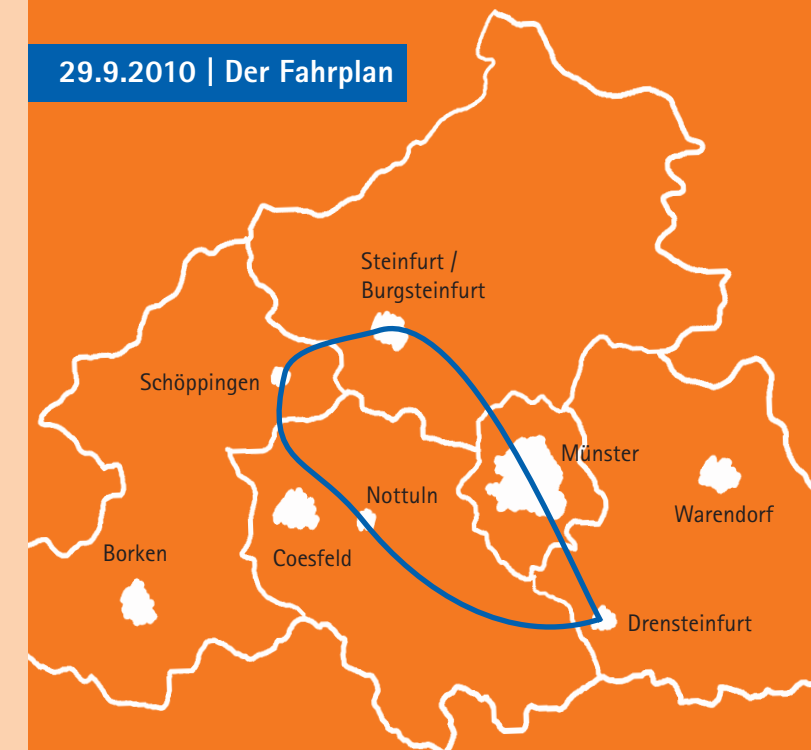 29.9.2010 | Der Fahrplan
Steinfurt /
Burgsteinfurt
Schöppingen
Münster
Nottuln
Warendorf
Borken
Coesfeld
Drensteinfurt